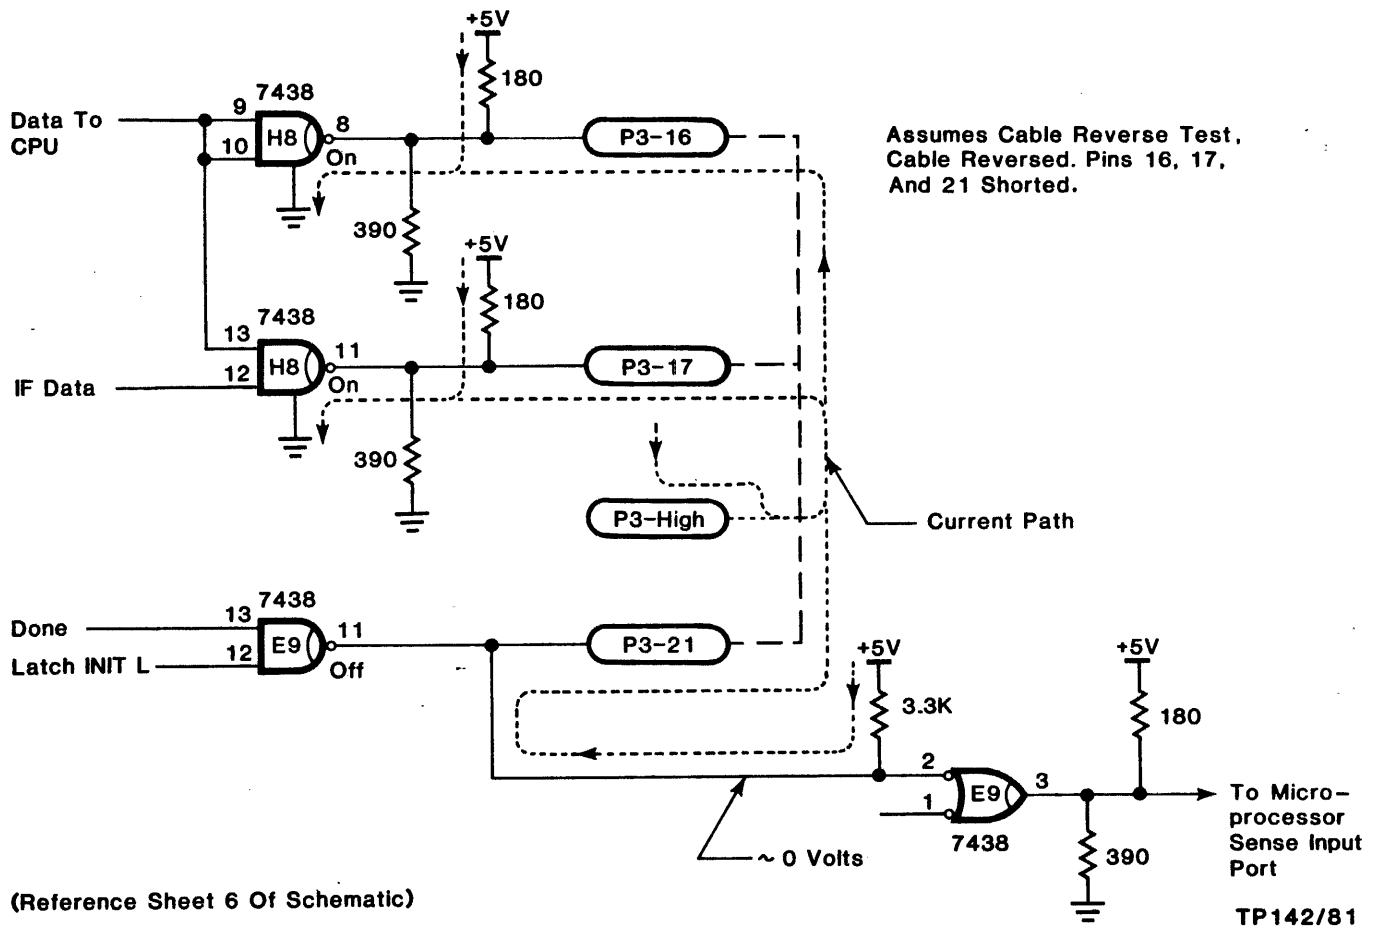 +5V
180
7438
Data To
CPU
9
10
H8
8
On
P3-16
Assumes Cable Reverse Test,
Cable Reversed. Pins 16, 17,
And 21 Shorted.
390
+5V
180
7438
13
12
H8
11
On
IF Data
P3-17
390
P3-High
Current Path
7438
Done
13
Latch INIT L
12
E9
11
Off
P3-21
+5V
3.3K
+5V
180
2
1
E9
3
7438
390
~ 0 Volts
To Micro-
processor
Sense Input
Port
(Reference Sheet 6 Of Schematic)
TP142/81